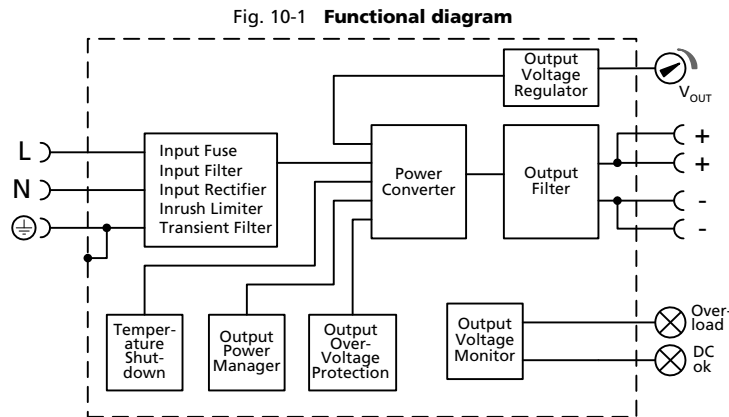 Fig. 10-1 Functional diagram
Output
Voltage
Regulator
V_OUT
L
N
Input Fuse
Input Filter
Input Rectifier
Inrush Limiter
Transient Filter
Power
Converter
Output
Filter
+
+
-
-
Temper-
ature
Shut-
down
Output
Power
Manager
Output
Over-
Voltage
Protection
Output
Voltage
Monitor
Over-
load
DC
ok